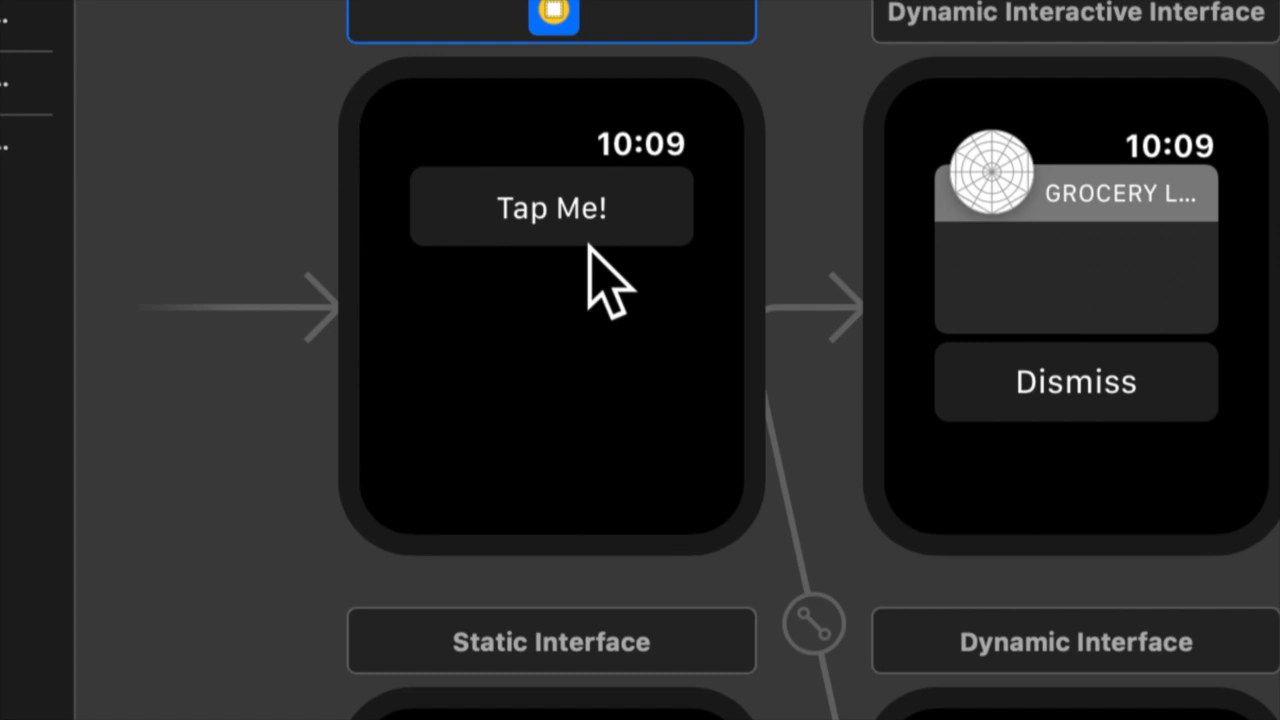 Dynamic Interactive Interface
10:09
Tap Me!
10:09
GROCERY L...
Dismiss
Static Interface
Dynamic Interface